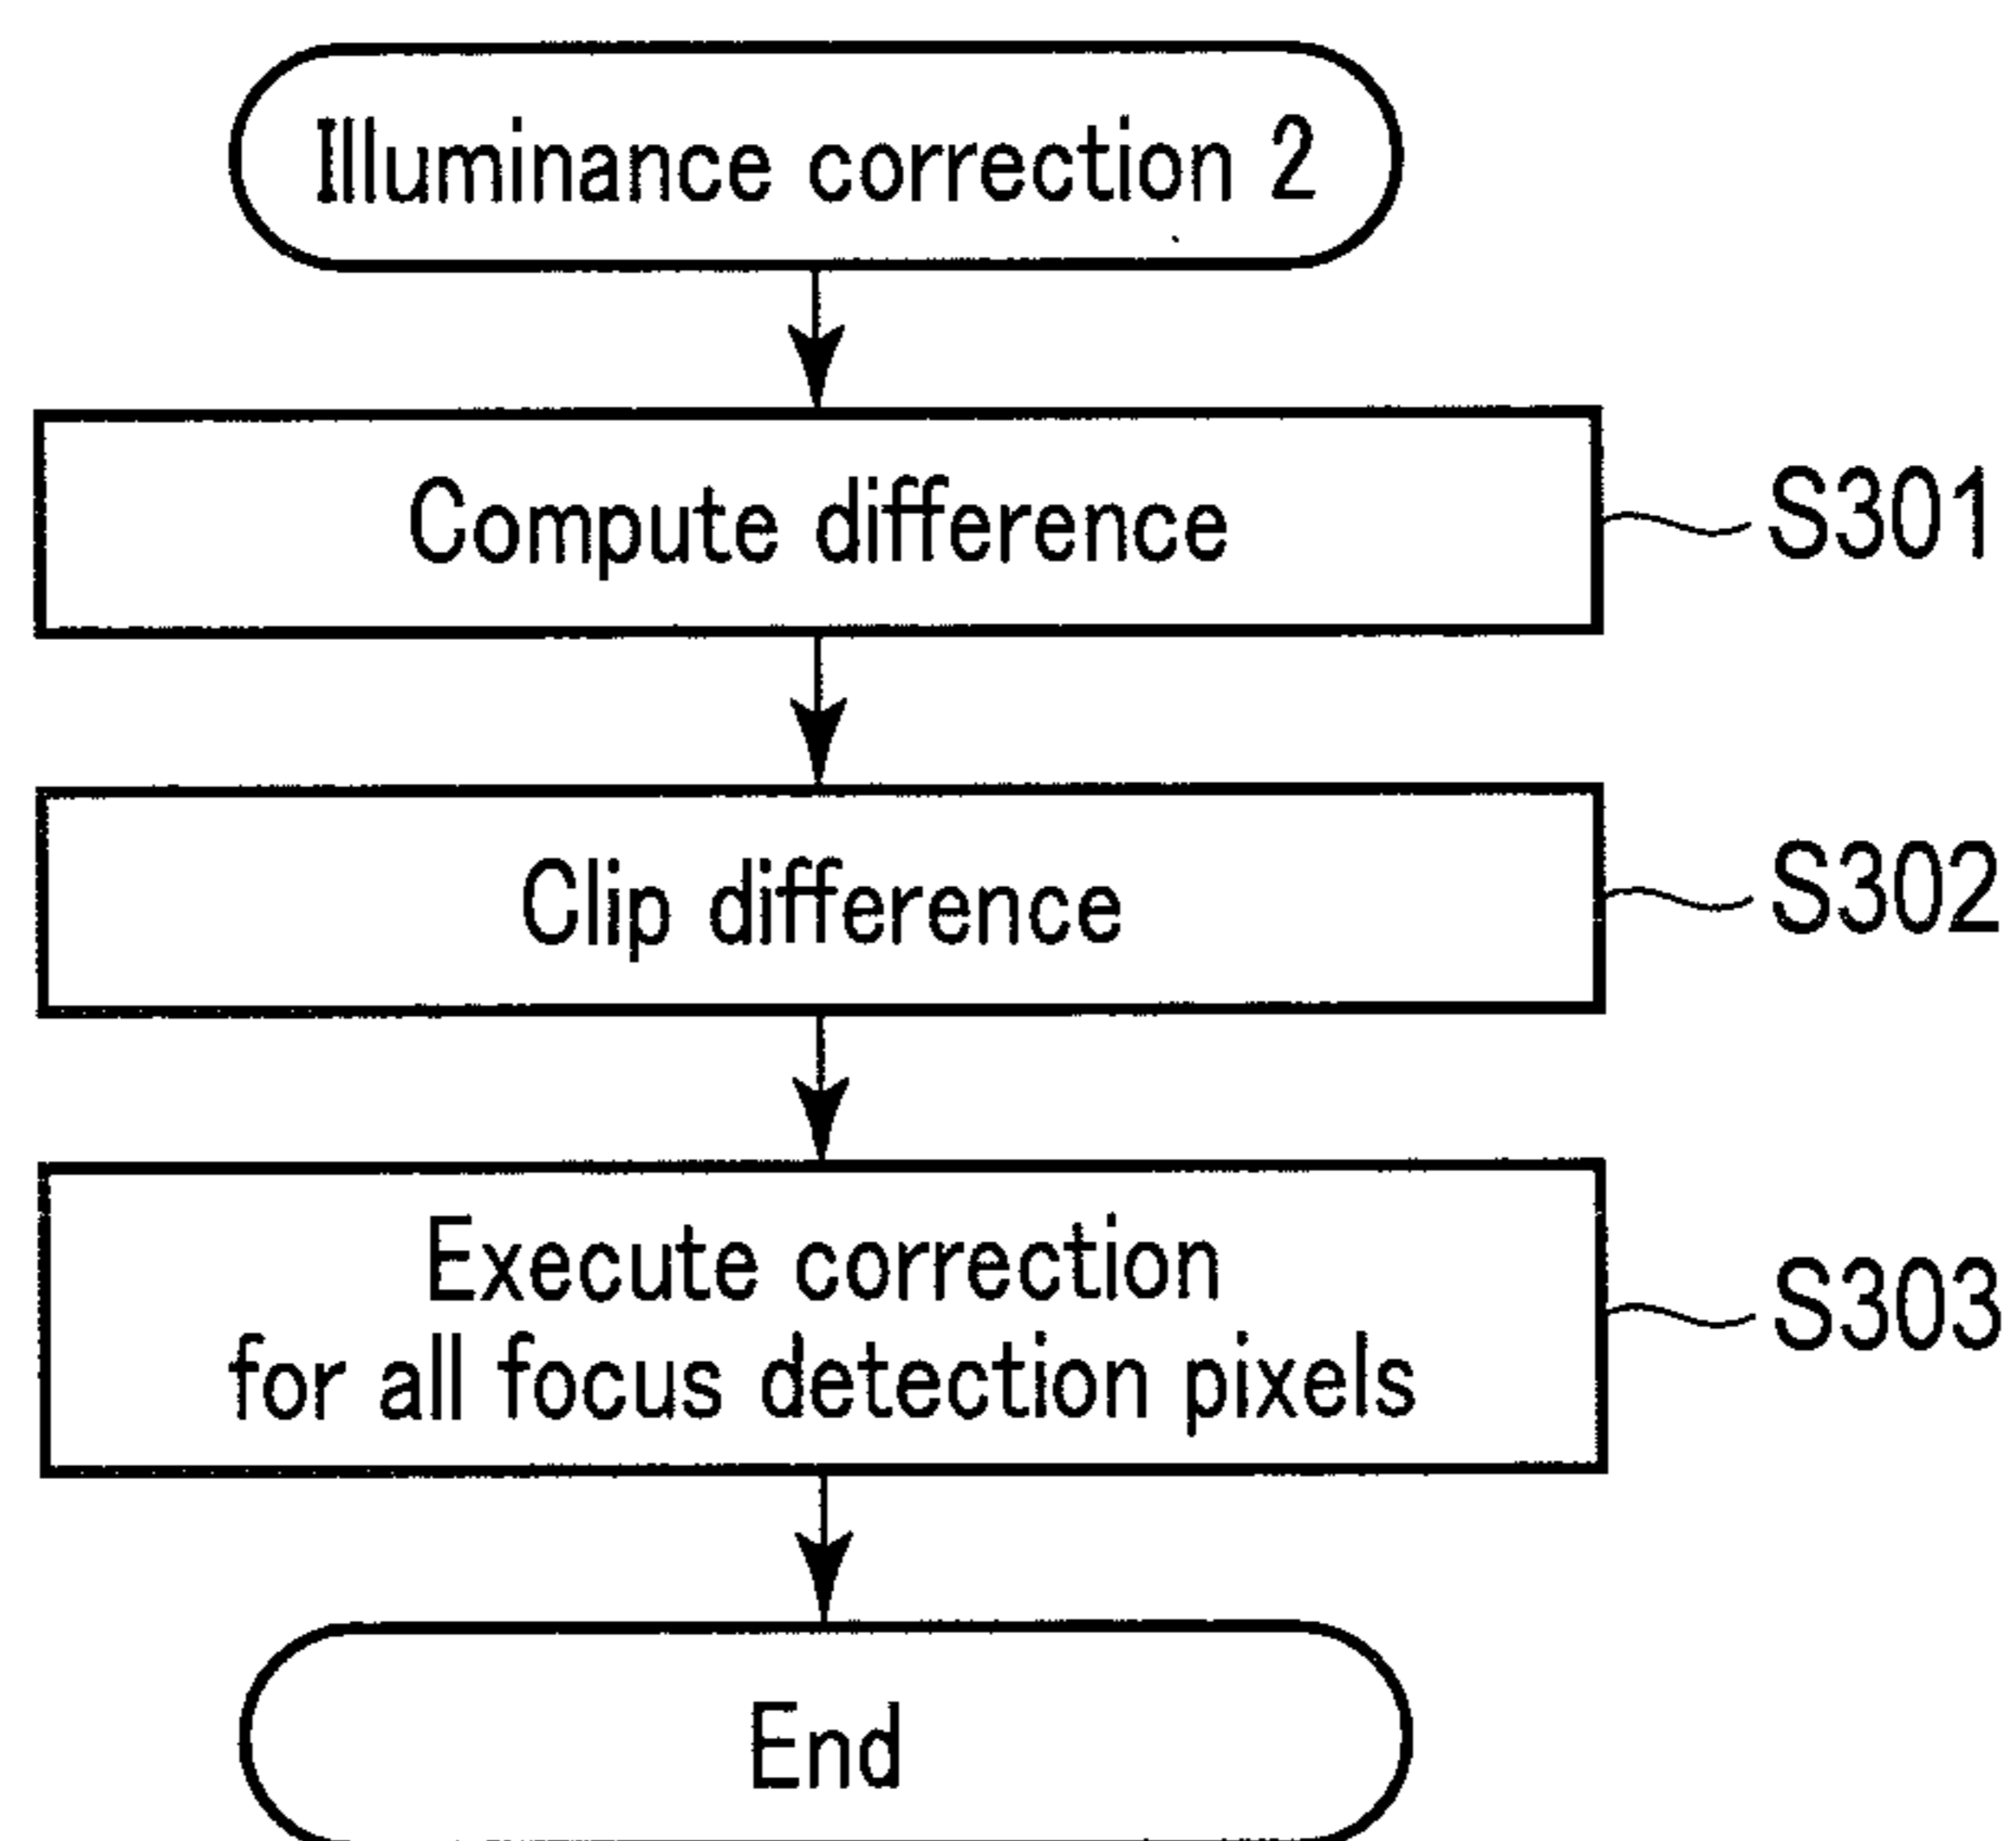 Illuminance correction 2
Compute difference
S301
Clip difference
S302
Execute correction
for all focus detection pixels
S303
End